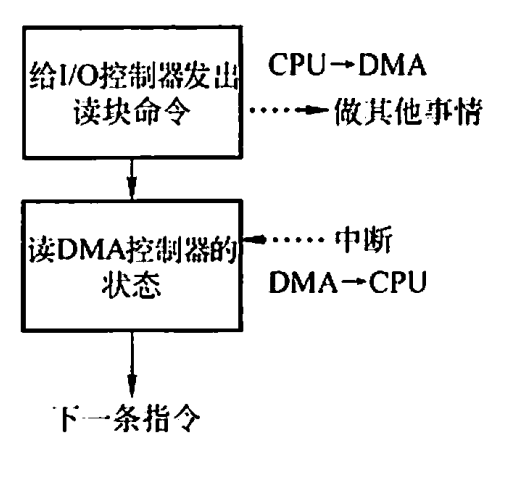 给I/O控制器发出
读块命令
CPU→DMA
做其他事情
读DMA控制器的
状态
中断
DMA→CPU
下一条指令